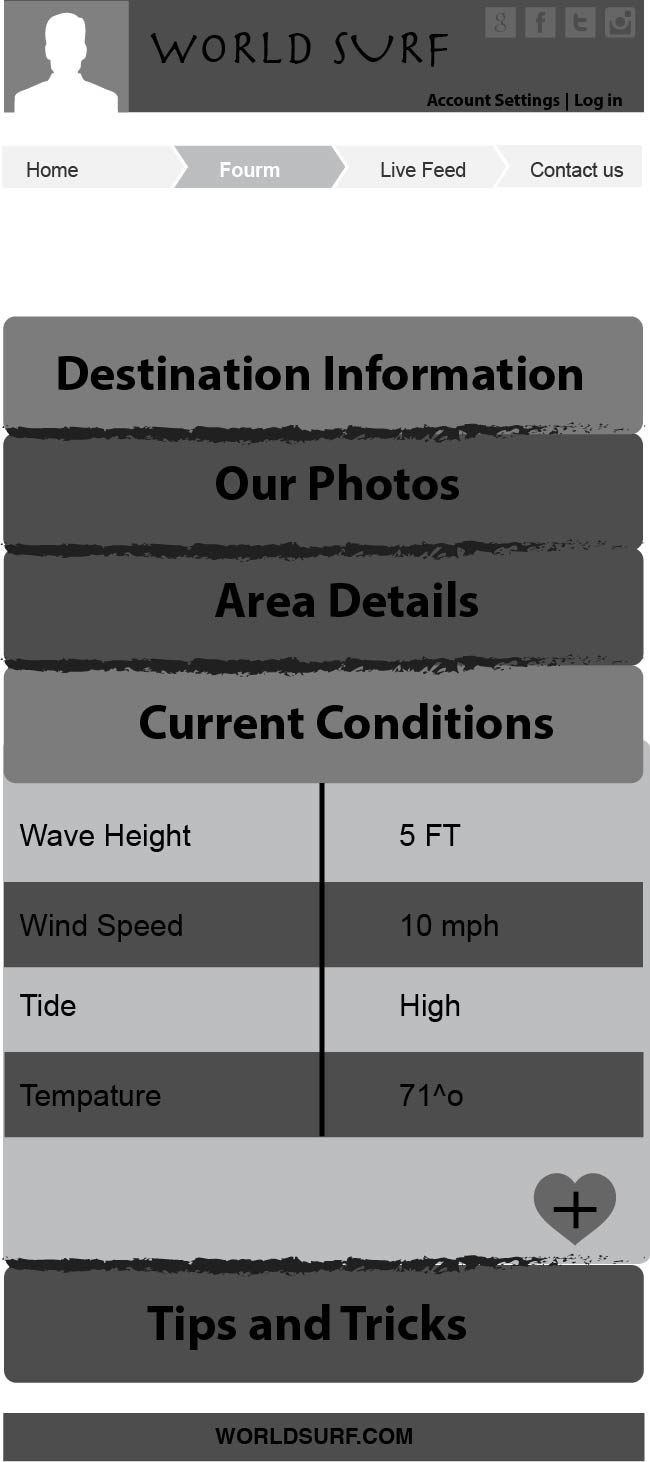 WORLD SURF
Account Settings | Log in
Home Fourm Live Feed Contact us
Destination Information
Our Photos
Area Details
Current Conditions
Wave Height 5 FT
Wind Speed 10 mph
Tide High
Tempature 71^o
Tips and Tricks
WORLDSURF.COM